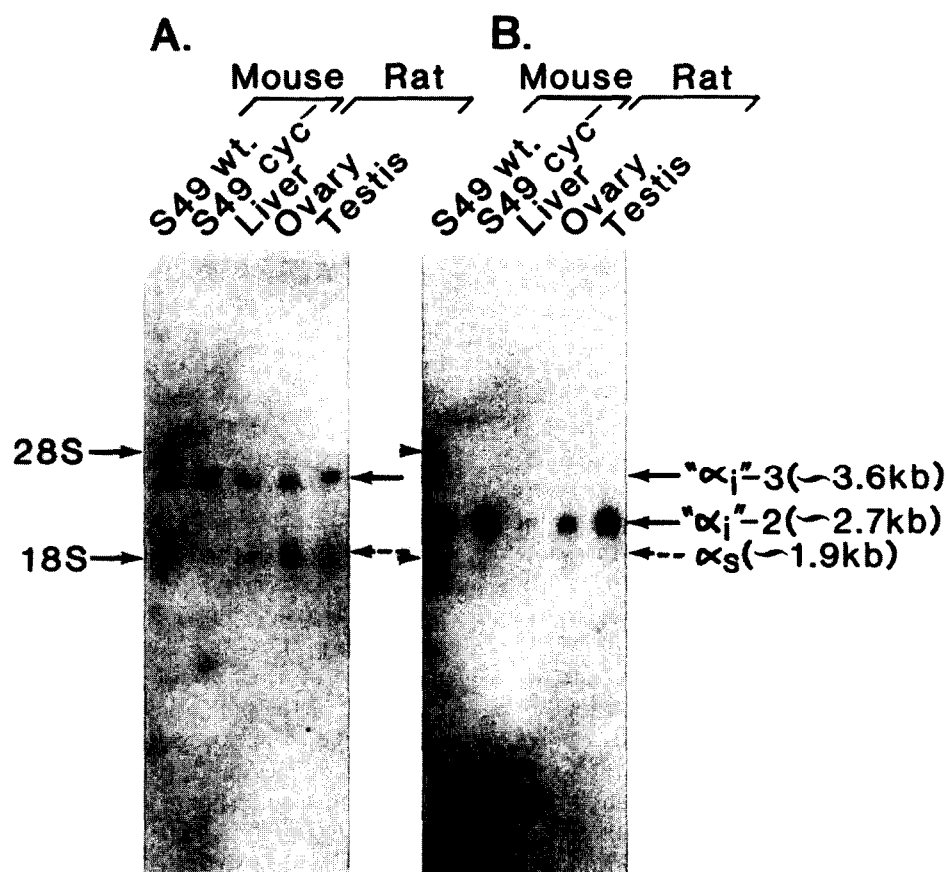 A.
B.
Mouse Rat
Mouse Rat
S49 wt.
S49 cyc⁻
Liver
Ovary
Testis
S49 wt.
S49 cyc⁻
Liver
Ovary
Testis
28S
18S
"αi"-3(~3.6kb)
"αi"-2(~2.7kb)
αs(~1.9kb)